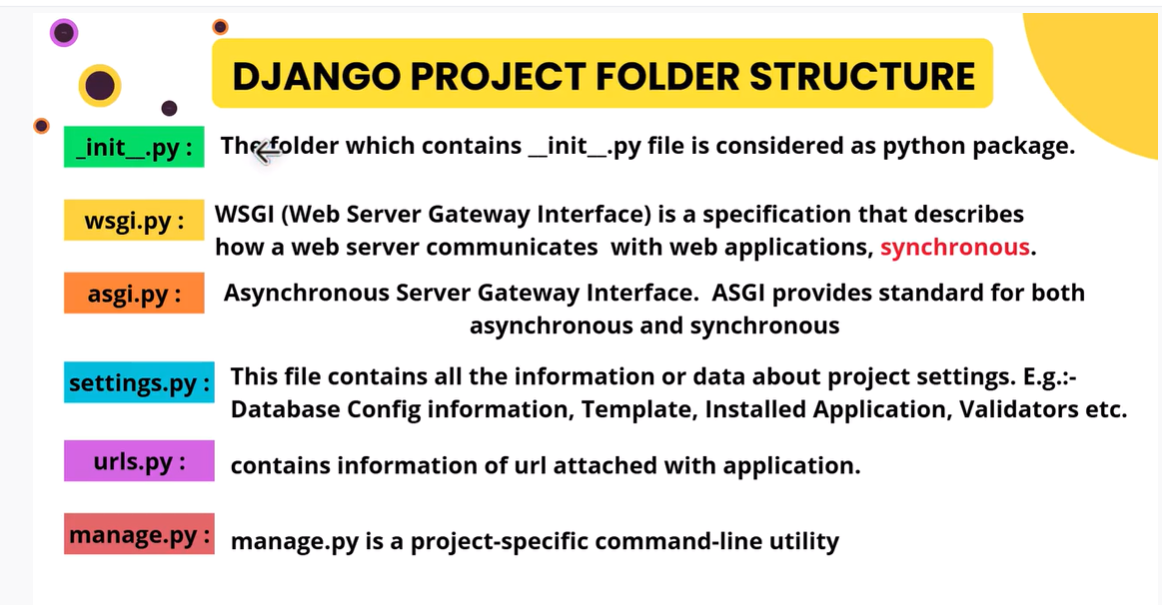 DJANGO PROJECT FOLDER STRUCTURE
_init__.py : The folder which contains __init__.py file is considered as python package.
wsgi.py : WSGI (Web Server Gateway Interface) is a specification that describes
how a web server communicates with web applications, synchronous.
asgi.py : Asynchronous Server Gateway Interface. ASGI provides standard for both
asynchronous and synchronous
settings.py : This file contains all the information or data about project settings. E.g.:-
Database Config information, Template, Installed Application, Validators etc.
urls.py : contains information of url attached with application.
manage.py : manage.py is a project-specific command-line utility